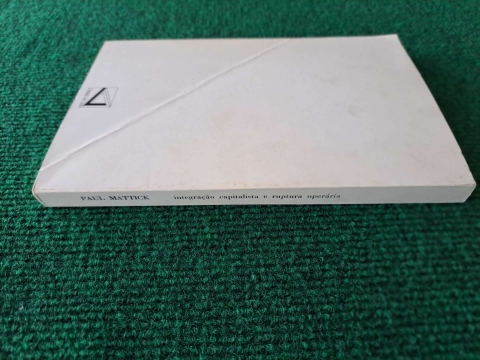 PAUL MATTICK integração capitalista e ruptura operária